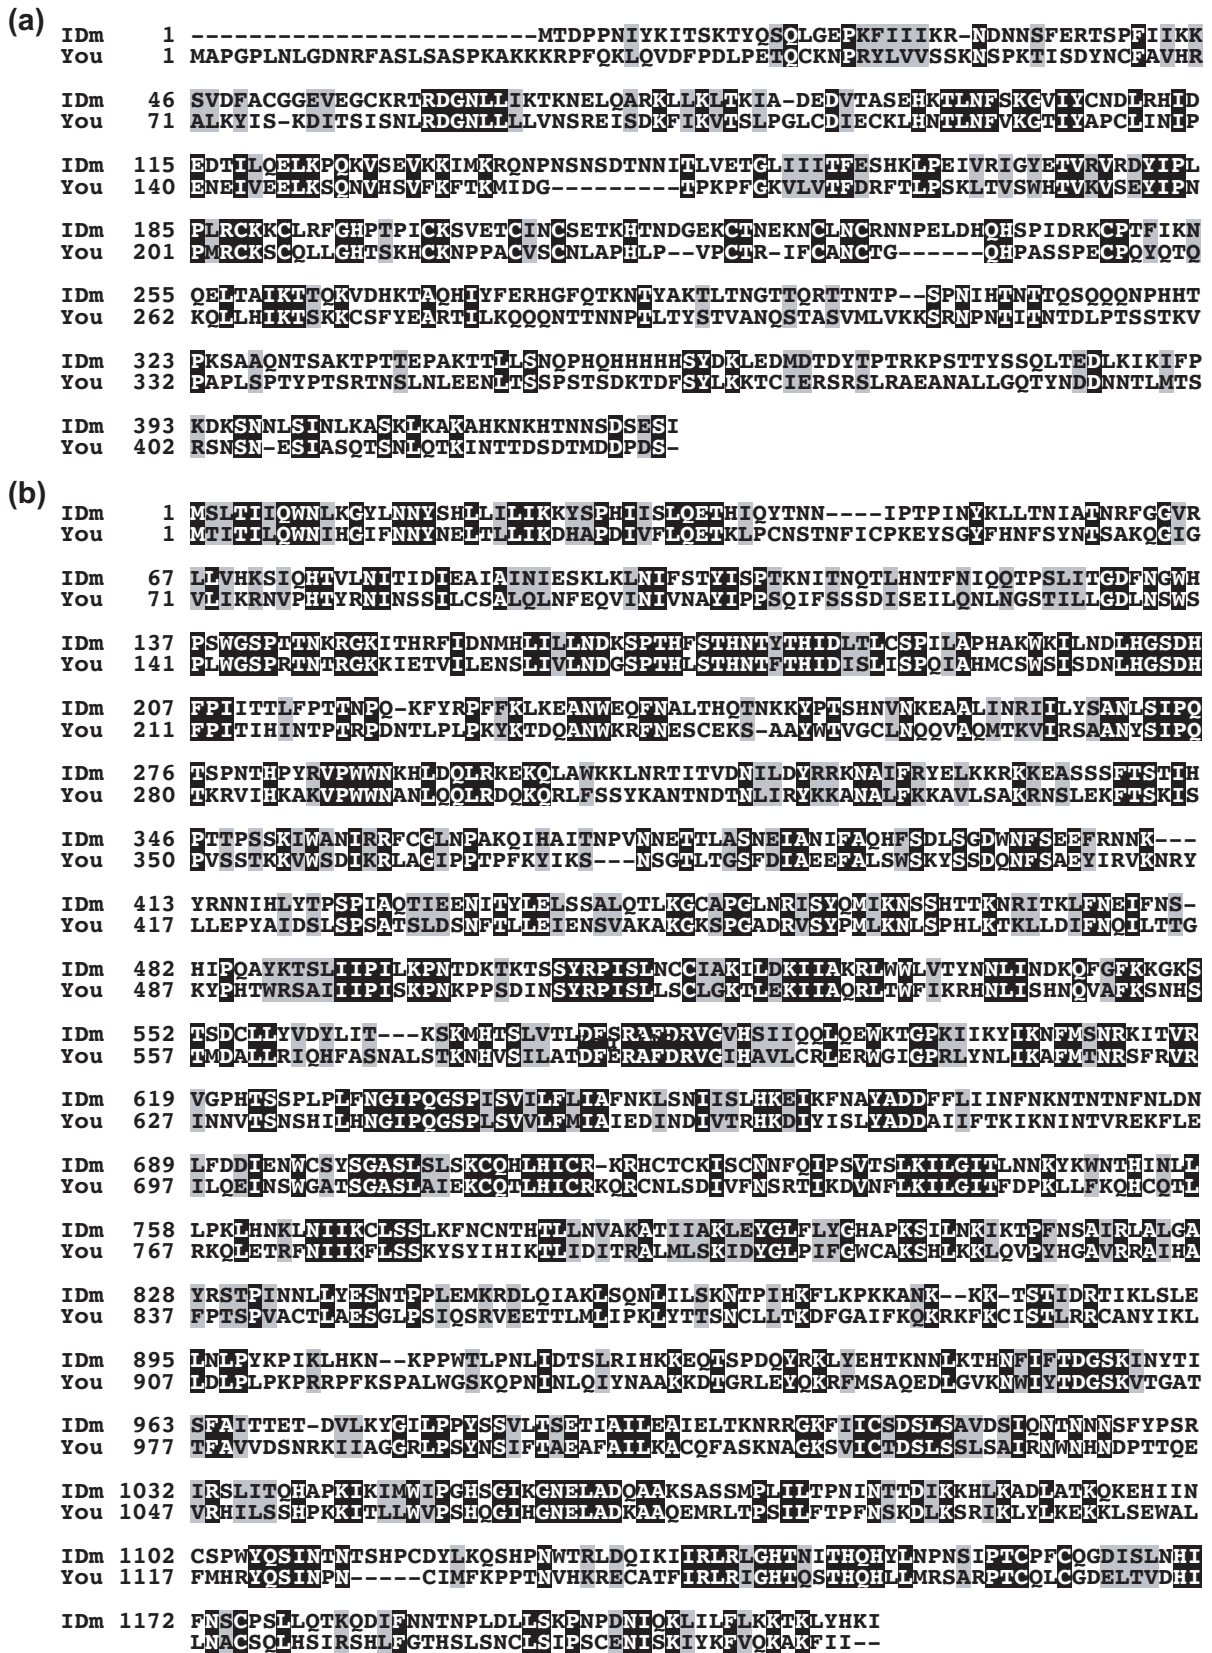 (a)
IDm 1 ------------------------MTDPPNIYKITSKTYQSQLGEPKFIIIKR-NDNNSFERTSPFIIKK
You 1 MAPGPLNLGDNRFASLSASPKAKKKRPFQKLQVDFPDLPETQCKNPRYLVVSSKNSPKTISDYNCFAVHR
IDm 46 SVDFACGGEVEGCKRTRDGNLLIKTKNELQARKLLKLTKIA-DEDVTASEHKTLNFSKGVIYCNDLRHID
You 71 ALKYIS-KDITSISNLRDGNLLLLVNSREISDKFIKVTSLPGLCDIECKLHNTLNFVKGTIYAPCLINIP
IDm 115 EDTILQELKPQKVSEVKKIMKRQNPNSNSDTNNITLVETGLIIITFESHKLPEIVRIGYETVRVRDYIPL
You 140 ENEIVEELKSQNVHSVFKFTKMIDG---------TPKPFGKVLVTFDRFTLPSKLTVSWHTVKVSEYIPN
IDm 185 PLRCKKCLRFGHPTPICKSVETCINCSETKHTNDGEKCTNEKNCLNCRNNPELDHQHSPIDRKCPTFIKN
You 201 PMRCKSCQLLGHTSKHCKNPPACVSCNLAPHLP--VPCTR-IFCANCTG------QHPASSPECPQYQTQ
IDm 255 QELTAIKTTQKVDHKTAQHIYFERHGFQTKNTYAKTLTNGTTQRTTNTP--SPNIHTNTTQSQQQNPHHT
You 262 KQLLHIKTSKKCSFYEARTILKQQQNTTNNPTLTYSTVANQSTASVMLVKKSRNPNTITNTDLPTSSTKV
IDm 323 PKSAAQNTSAKTPTTEPAKTTLLSNQPHQHHHHHSYDKLEDMDTDYTPTRKPSTTYSSQLTEDLKIKIFP
You 332 PAPLSPTYPTSRTNSLNLEENLTSSPSTSDKTDFSYLKKTCIERSRSLRAEANALLGQTYNDDNNTLMTS
IDm 393 KDKSNNLSINLKASKLKAKAHKNKHTNNSDSESI
You 402 RSNSN-ESIASQTSNLQTKINTTDSDTMDDPDS-
(b)
IDm 1 MSLTIIQWNLKGYLNNYSHLLILIKKYSPHIISLQETHIQYTNN----IPTPINYKLLTNIATNRFGGVR
You 1 MTITILQWNIHGIFNNYNELTLLIKDHAPDIVFLQETKLPCNSTNFICPKEYSGYFHNFSYNTSAKQGIG
IDm 67 LLVHKSIQHTVLNITIDIEAIAINIESKLKLNIFSTYISPTKNITNQTLHNTFNIQQTPSLITGDFNGWH
You 71 VLIKRNVPHTYRNINSSILCSALQLNFEQVINIVNAYIPPSQIFSSSDISEILQNLNGSTILLGDLNSWS
IDm 137 PSWGSPTTNKRGKITHRFIDNMHLILLNDKSPTHFSTHNTYTHIDLTLCSPILAPHAKWKILNDLHGSDH
You 141 PLWGSPRTNTRGKKIETVILENSLIVLNDGSPTHLSTHNTFTHIDISLISPQIAHMCSWSISDNLHGSDH
IDm 207 FPIITTLFPTTNPQ-KFYRPFFKLKEANWEQFNALTHQTNKKYPTSHNVNKEAALINRIILYSANLSIPQ
You 211 FPITIHINTPTRPDNTLPLPKYKTDQANWKRFNESCEKS-AAYWTVGCLNQQVAQMTKVIRSAANYSIPQ
IDm 276 TSPNTHPYRVPWWNKHLDQLRKEKQLAWKKLNRTITVDNILDYRRKNAIFRYELKKRKKEASSSFTSTIH
You 280 TKRVIHKAKVPWWNANLQQLRDQKQRLFSSYKANTNDTNLIRYKKANALFKKAVLSAKRNSLEKFTSKIS
IDm 346 PTTPSSKIWANIRRFCGLNPAKQIHAITNPVNNETTLASNEIANIFAQHFSDLSGDWNFSEEFRNNK---
You 350 PVSSTKKVWSDIKRLAGIPPTPFKYIKS---NSGTLTGSFDIAEEFALSWSKYSSDQNFSAEYIRVKNRY
IDm 413 YRNNIHLYTPSPIAQTIEENITYLELSSALQTLKGCAPGLNRISYQMIKNSSHTTKNRITKLFNEIFNS-
You 417 LLEPYAIDSLSPSATSLDSNFTLLEIENSVAKAKGKSPGADRVSYPMLKNLSPHLKTKLLDIFNQILTTG
IDm 482 HIPQAYKTSLIIPILKPNTDKTKTSSYRPISLNCCIAKILDKIIAKRLWWLVTYNNLINDKQFGFKKGKS
You 487 KYPHTWRSAIIIPISKPNKPPSDINSYRPISLLSCLGKTLEKIIAQRLTWFIKRHNLISHNQVAFKSNHS
IDm 552 TSDCLLYVDYLIT---KSKMHTSLVTLDFSRAFDRVGVHSIIQQLQEWKTGPKIIKYIKNFMSNRKITVR
You 557 TMDALLRIQHFASNALSTKNHVSILATDFERAFDRVGIHAVLCRLERWGIGPRLYNLIKAFMTNRSFRVR
IDm 619 VGPHTSSPLPLFNGIPQGSPISVILFLIAFNKLSNIISLHKEIKFNAYADDFFLIINFNKNTNTNFNLDN
You 627 INNVTSNSHILHNGIPQGSPLSVVLFMIAIEDINDIVTRHKDIYISLYADDAIIFTKIKNINTVREKFLE
IDm 689 LFDDIENWCSYSGASLSLSKCQHLHICR-KRHCTCKISCNNFQIPSVTSLKILGITLNNKYKWNTHINLL
You 697 ILQEINSWGATSGASLAIEKCQTLHICRKQRCNLSDIVFNSRTIKDVNFLKILGITFDPKLLFKQHCQTL
IDm 758 LPKLHNKLNIIKCLSSLKFNCNTHTLLNVAKATIIAKLEYGLFLYGHAPKSILNKIKTPFNSAIRLALGA
You 767 RKQLETRFNIIKFLSSKYSYIHIKTLIDITRALMLSKIDYGLPIFGWCAKSHLKKLQVPYHGAVRRAIHA
IDm 828 YRSTPINNLLYESNTPPLEMKRDLQIAKLSQNLILSKNTPIHKFLKPKKANK--KK-TSTIDRTIKLSLE
You 837 FPTSPVACTLAESGLPSIQSRVEETTLMLIPKLYTTSNCLLTKDFGAIFKQKRKFKCISTLRRCANYIKL
IDm 895 LNLPYKPIKLHKN--KPPWTLPNLIDTSLRIHKKEQTSPDQYRKLYEHTKNNLKTHNFIFTDGSKINYTI
You 907 LDLPLPKPRRPFKSPALWGSKQPNINLQIYNAAKKDTGRLEYQKRFMSAQEDLGVKNWIYTDGSKVTGAT
IDm 963 SFAITTET-DVLKYGILPPYSSVLTSETIAILEAIELTKNRRGKFIICSDSLSAVDSIQNTNNNSFYPSR
You 977 TFAVVDSNRKIIAGGRLPSYNSIFTAEAFAILKACQFASKNAGKSVICTDSLSSLSAIRNWNHNDPTTQE
IDm 1032 IRSLITQHAPKIKIMWIPGHSGIKGNELADQAAKSASSMPLILTPNINTTDIKKHLKADLATKQKEHIIN
You 1047 VRHILSSHPKKITLLWVPSHQGIHGNELADKAAQEMRLTPSILFTPFNSKDLKSRIKLYLKEKKLSEWAL
IDm 1102 CSPWYQSINTNTSHPCDYLKQSHPNWTRLDQIKIIRLRLGHTNITHQHYLNPNSIPTCPFCQGDISLNHI
You 1117 FMHRYQSINPN-----CIMFKPPTNVHKRECATFIRLRIGHTQSTHQHLLMRSARPTCQLCGDELTVDHI
IDm 1172 FNSCPSLLQTKQDIFNNTNPLDLLSKPNPDNIQKLILFLKKTKLYHKI
LNACSQLHSIRSHLFGTHSLSNCLSIPSCENISKIYKFVQKAKFII--